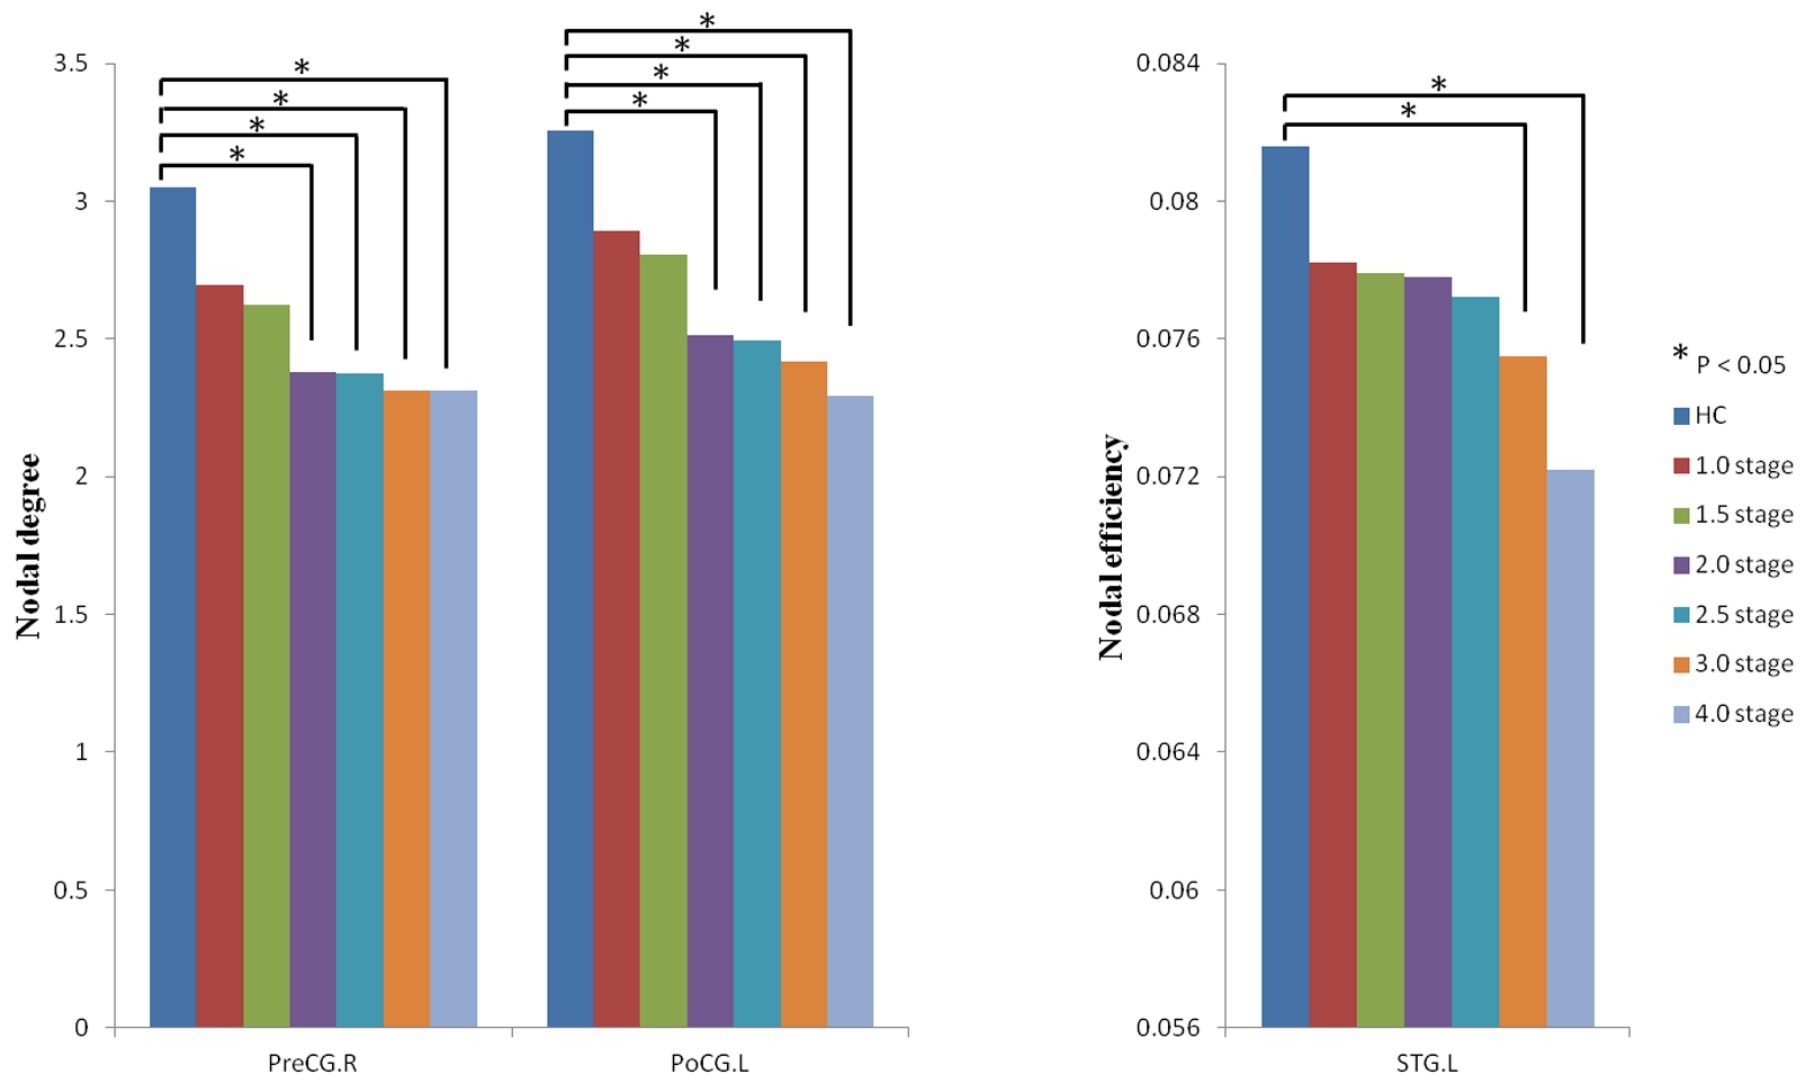 * * * *
* * * *
* *
3.5
3
2.5
2
1.5
1
0.5
0
Nodal degree
PreCG.R
PoCG.L
0.084
0.08
0.076
0.072
0.068
0.064
0.06
0.056
Nodal efficiency
STG.L
* P < 0.05
HC
1.0 stage
1.5 stage
2.0 stage
2.5 stage
3.0 stage
4.0 stage